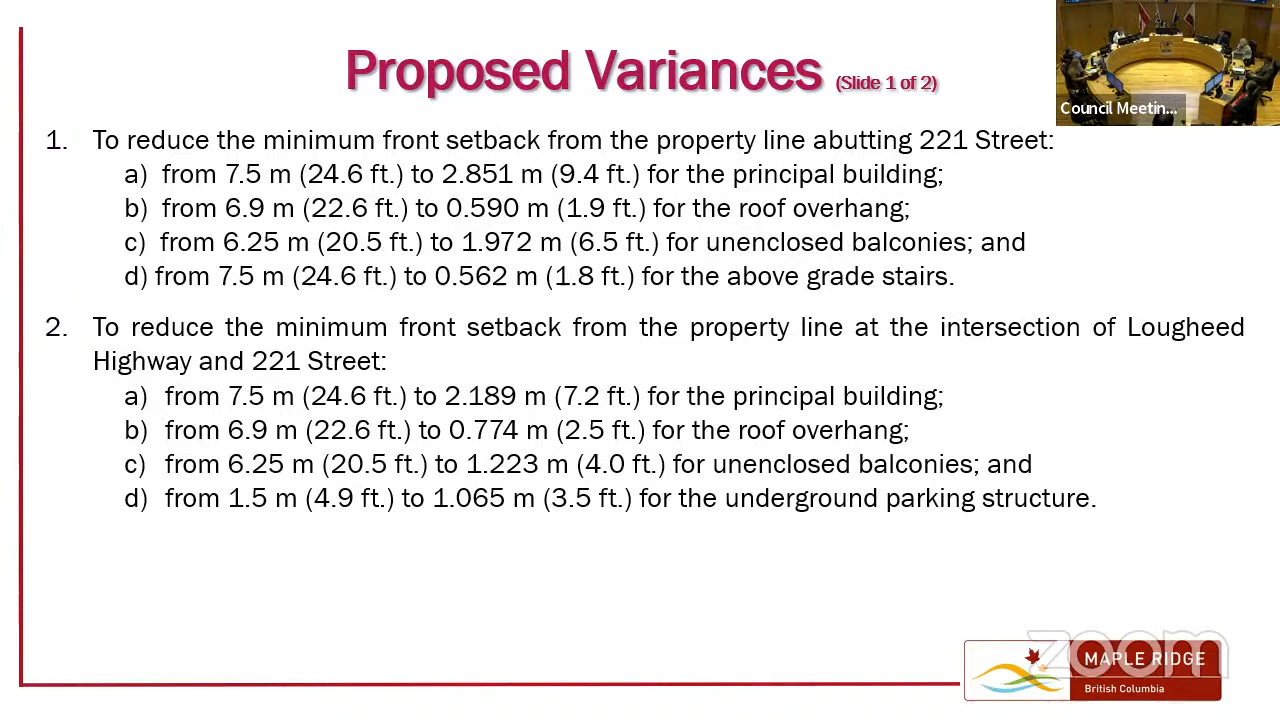 Proposed Variances (Slide 1 of 2)
Council Meetin...
1. To reduce the minimum front setback from the property line abutting 221 Street:
a) from 7.5 m (24.6 ft.) to 2.851 m (9.4 ft.) for the principal building;
b) from 6.9 m (22.6 ft.) to 0.590 m (1.9 ft.) for the roof overhang;
c) from 6.25 m (20.5 ft.) to 1.972 m (6.5 ft.) for unenclosed balconies; and
d) from 7.5 m (24.6 ft.) to 0.562 m (1.8 ft.) for the above grade stairs.
2. To reduce the minimum front setback from the property line at the intersection of Lougheed
Highway and 221 Street:
a) from 7.5 m (24.6 ft.) to 2.189 m (7.2 ft.) for the principal building;
b) from 6.9 m (22.6 ft.) to 0.774 m (2.5 ft.) for the roof overhang;
c) from 6.25 m (20.5 ft.) to 1.223 m (4.0 ft.) for unenclosed balconies; and
d) from 1.5 m (4.9 ft.) to 1.065 m (3.5 ft.) for the underground parking structure.
zoom
MAPLE RIDGE
British Columbia